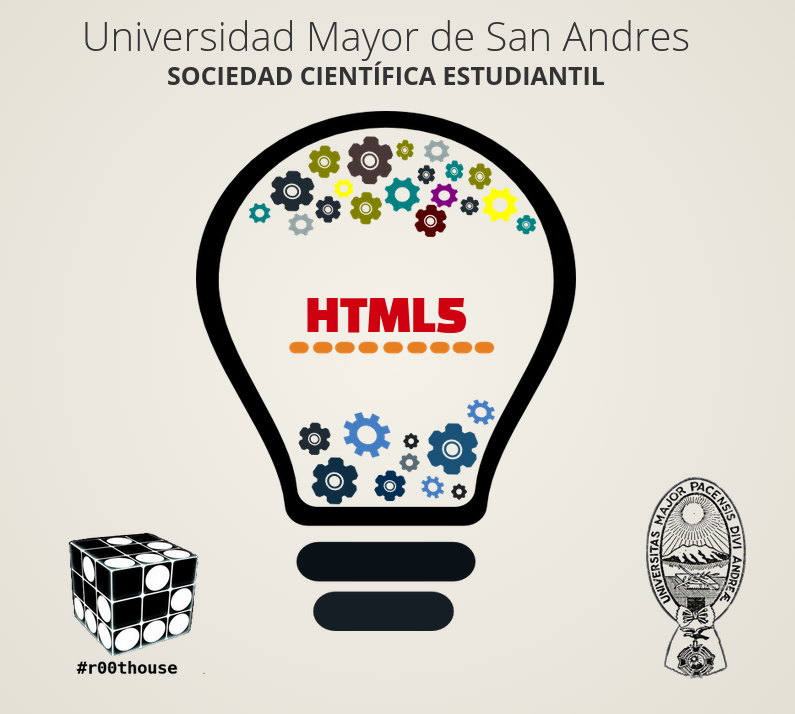 Universidad Mayor de San Andres
SOCIEDAD CIENTÍFICA ESTUDIANTIL
HTML5
#r00thouse
UNIVERSITAS MAJOR PACENSIS DIVI ANDREÆ